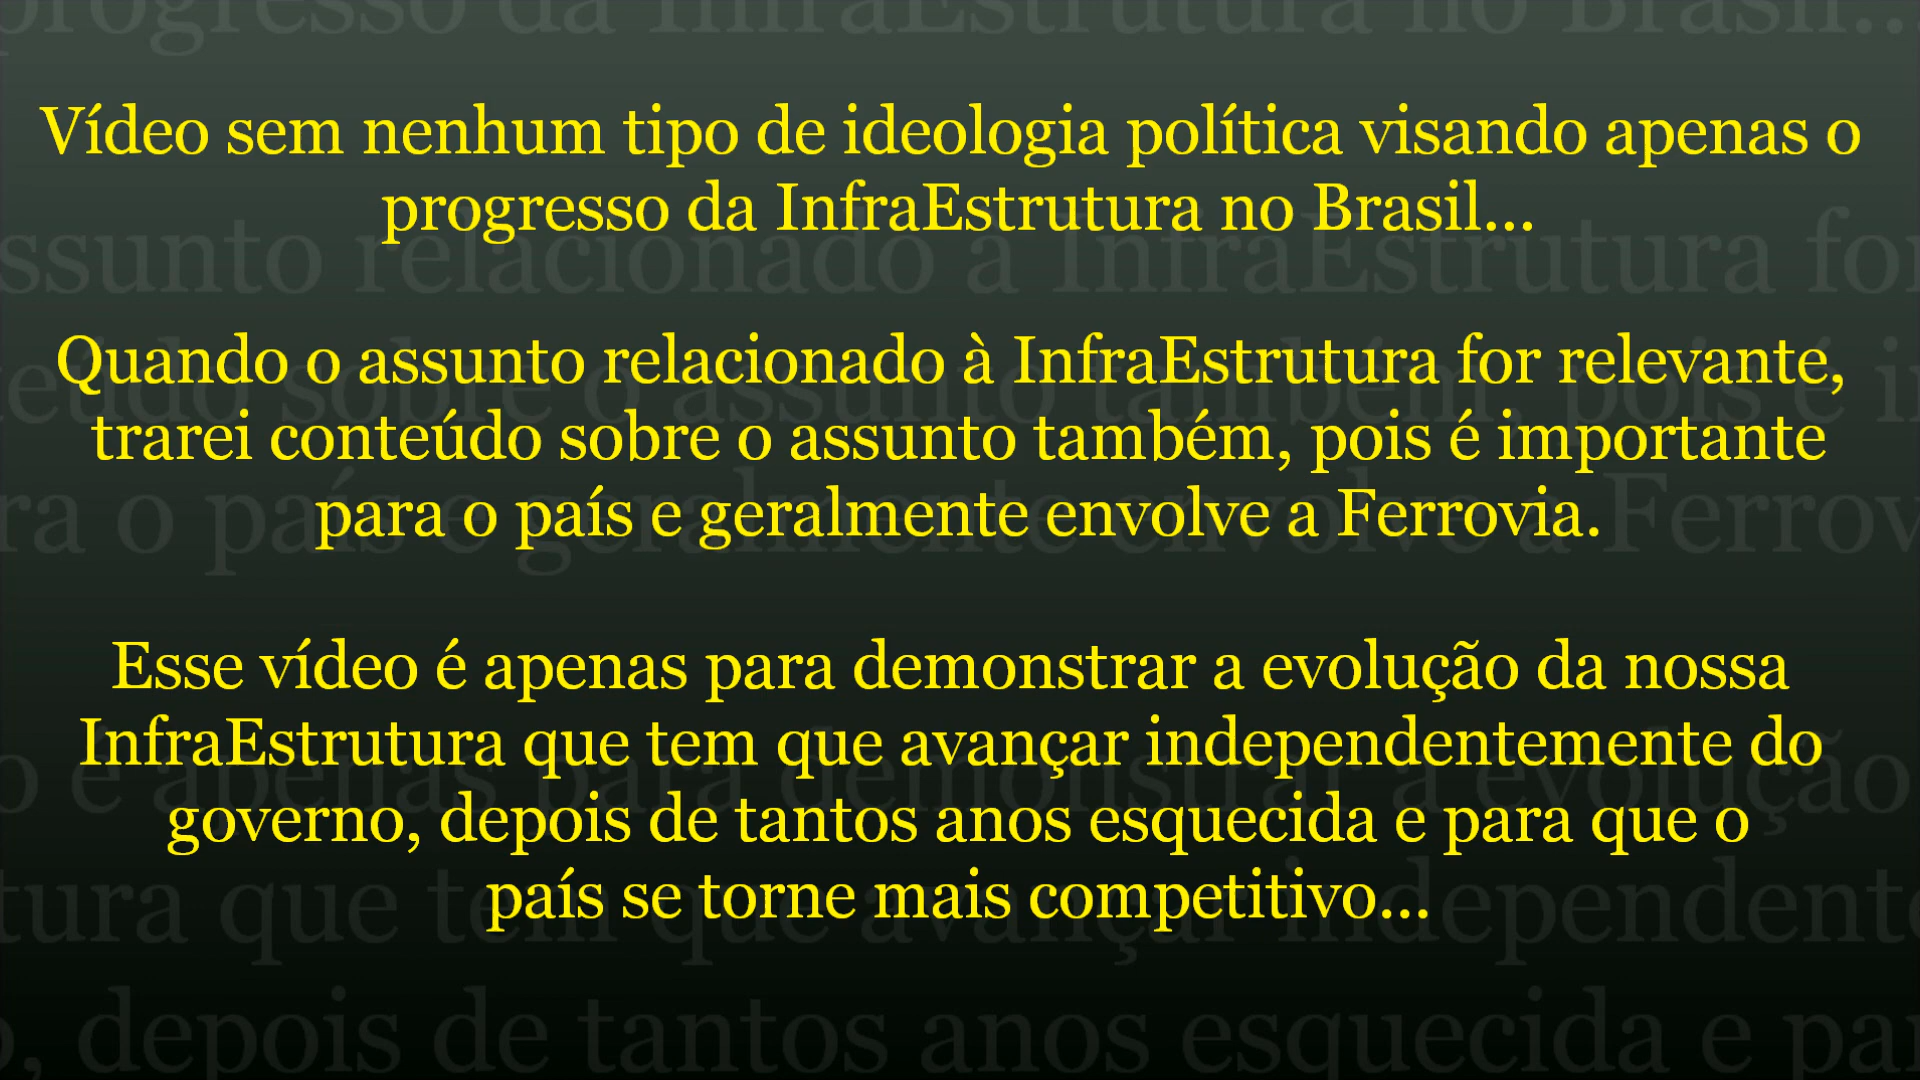 Vídeo sem nenhum tipo de ideologia política visando apenas o
progresso da InfraEstrutura no Brasil...
Quando o assunto relacionado à InfraEstrutura for relevante,
trarei conteúdo sobre o assunto também, pois é importante
para o país e geralmente envolve a Ferrovia.
Esse vídeo é apenas para demonstrar a evolução da nossa
InfraEstrutura que tem que avançar independentemente do
governo, depois de tantos anos esquecida e para que o
país se torne mais competitivo...